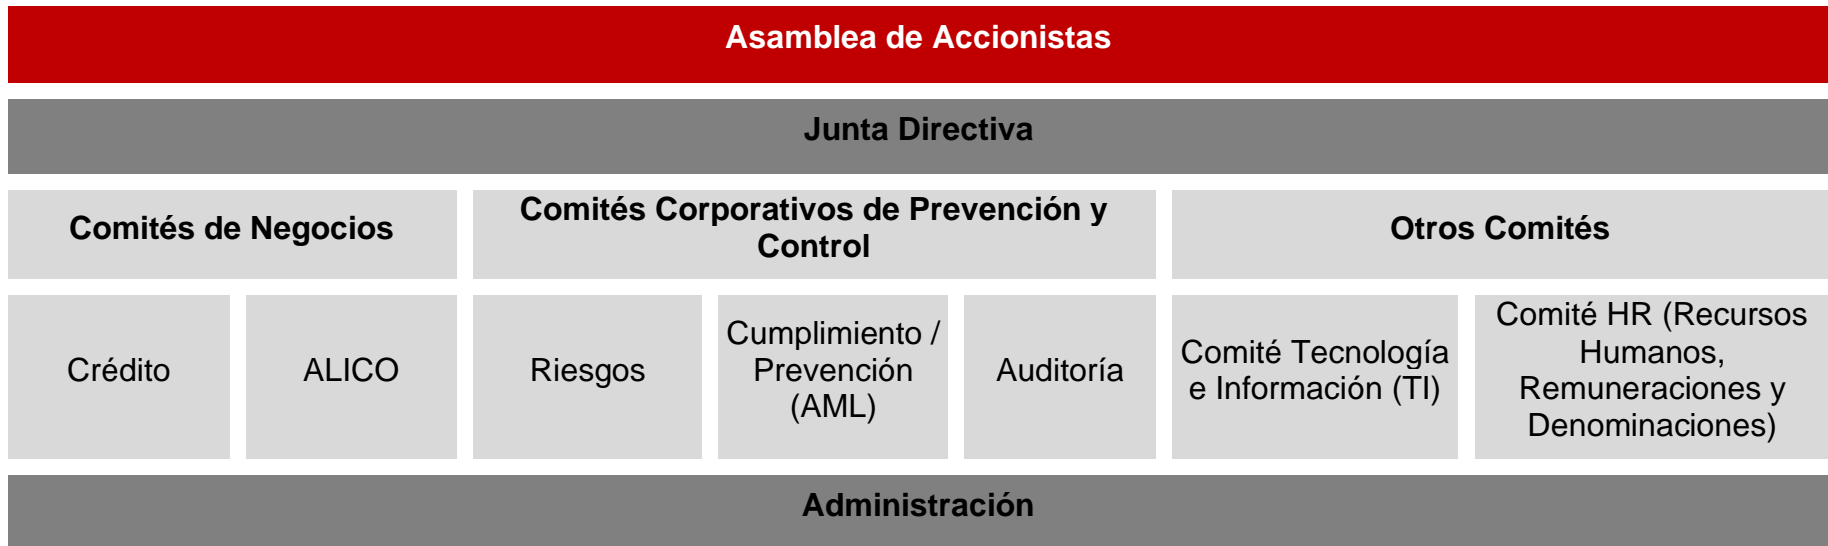 Asamblea de Accionistas
Junta Directiva
Comités de Negocios
Comités Corporativos de Prevención y
Control
Otros Comités
Crédito
ALICO
Riesgos
Cumplimiento /
Prevención
(AML)
Auditoría
Comité Tecnología
e Información (TI)
Comité HR (Recursos
Humanos,
Remuneraciones y
Denominaciones)
Administración